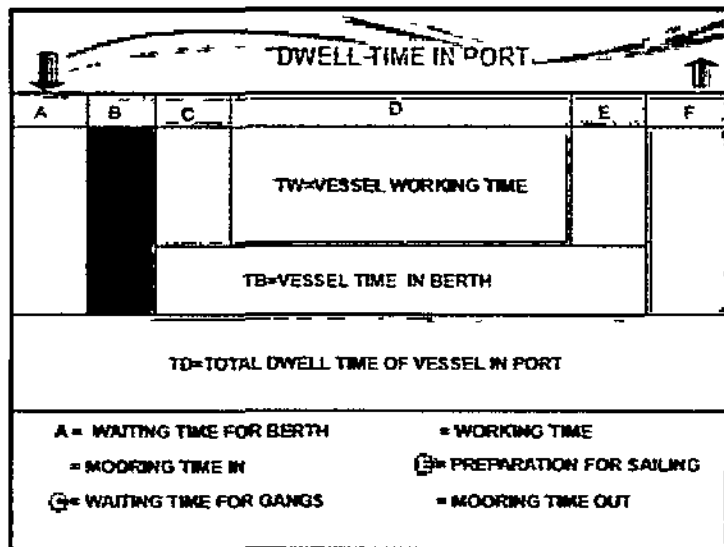 DWELL-TIME IN PORT
A B C D E F
TW=VESSEL WORKING TIME
TB=VESSEL TIME IN BERTH
TD=TOTAL DWELL TIME OF VESSEL IN PORT
A = WAITING TIME FOR BERTH
= MOORING TIME IN
C= WAITING TIME FOR GANGS
= WORKING TIME
E= PREPARATION FOR SAILING
= MOORING TIME OUT